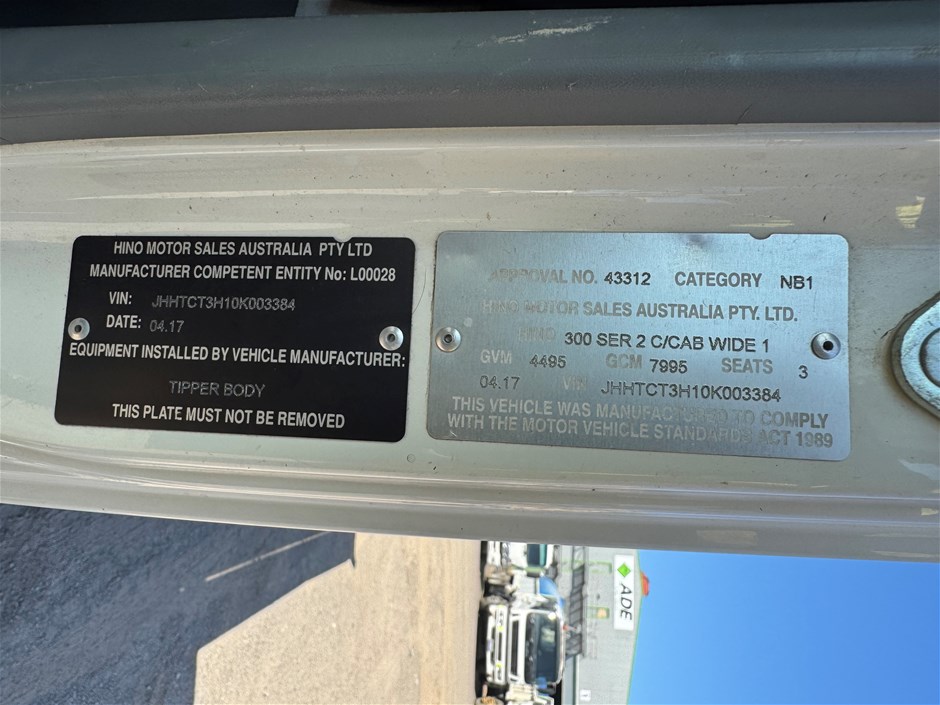 HINO MOTOR SALES AUSTRALIA PTY LTD
MANUFACTURER COMPETENT ENTITY No: L00028
VIN: JHHTCT3H10K003384
DATE: 04.17
EQUIPMENT INSTALLED BY VEHICLE MANUFACTURER:
TIPPER BODY
THIS PLATE MUST NOT BE REMOVED
APPROVAL NO. 43312 CATEGORY NB1
HINO MOTOR SALES AUSTRALIA PTY. LTD.
HINO 300 SER 2 C/CAB WIDE 1
GVM 4495 GCM 7995 SEATS 3
04.17 VIN JHHTCT3H10K003384
THIS VEHICLE WAS MANUFACTURED TO COMPLY
WITH THE MOTOR VEHICLE STANDARDS ACT 1989
ADE